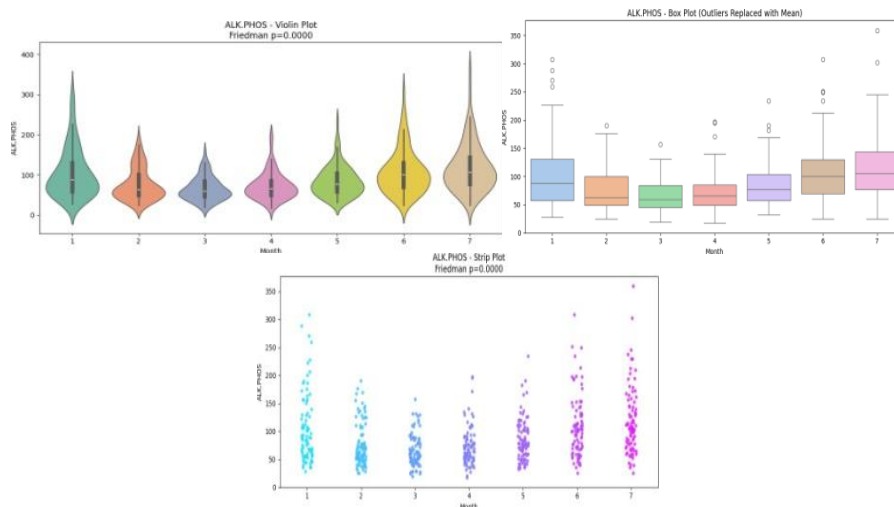 ALK.PHOS - Violin Plot
Friedman p=0.0000
400
300
200
100
0
ALK.PHOS
1 2 3 4 5 6 7
Month
ALK.PHOS - Box Plot (Outliers Replaced with Mean)
350
300
250
200
150
100
50
0
ALK.PHOS
1 2 3 4 5 6 7
Month
ALK.PHOS - Strip Plot
Friedman p=0.0000
350
300
250
200
150
100
50
0
ALK.PHOS
1 2 3 4 5 6 7
Month